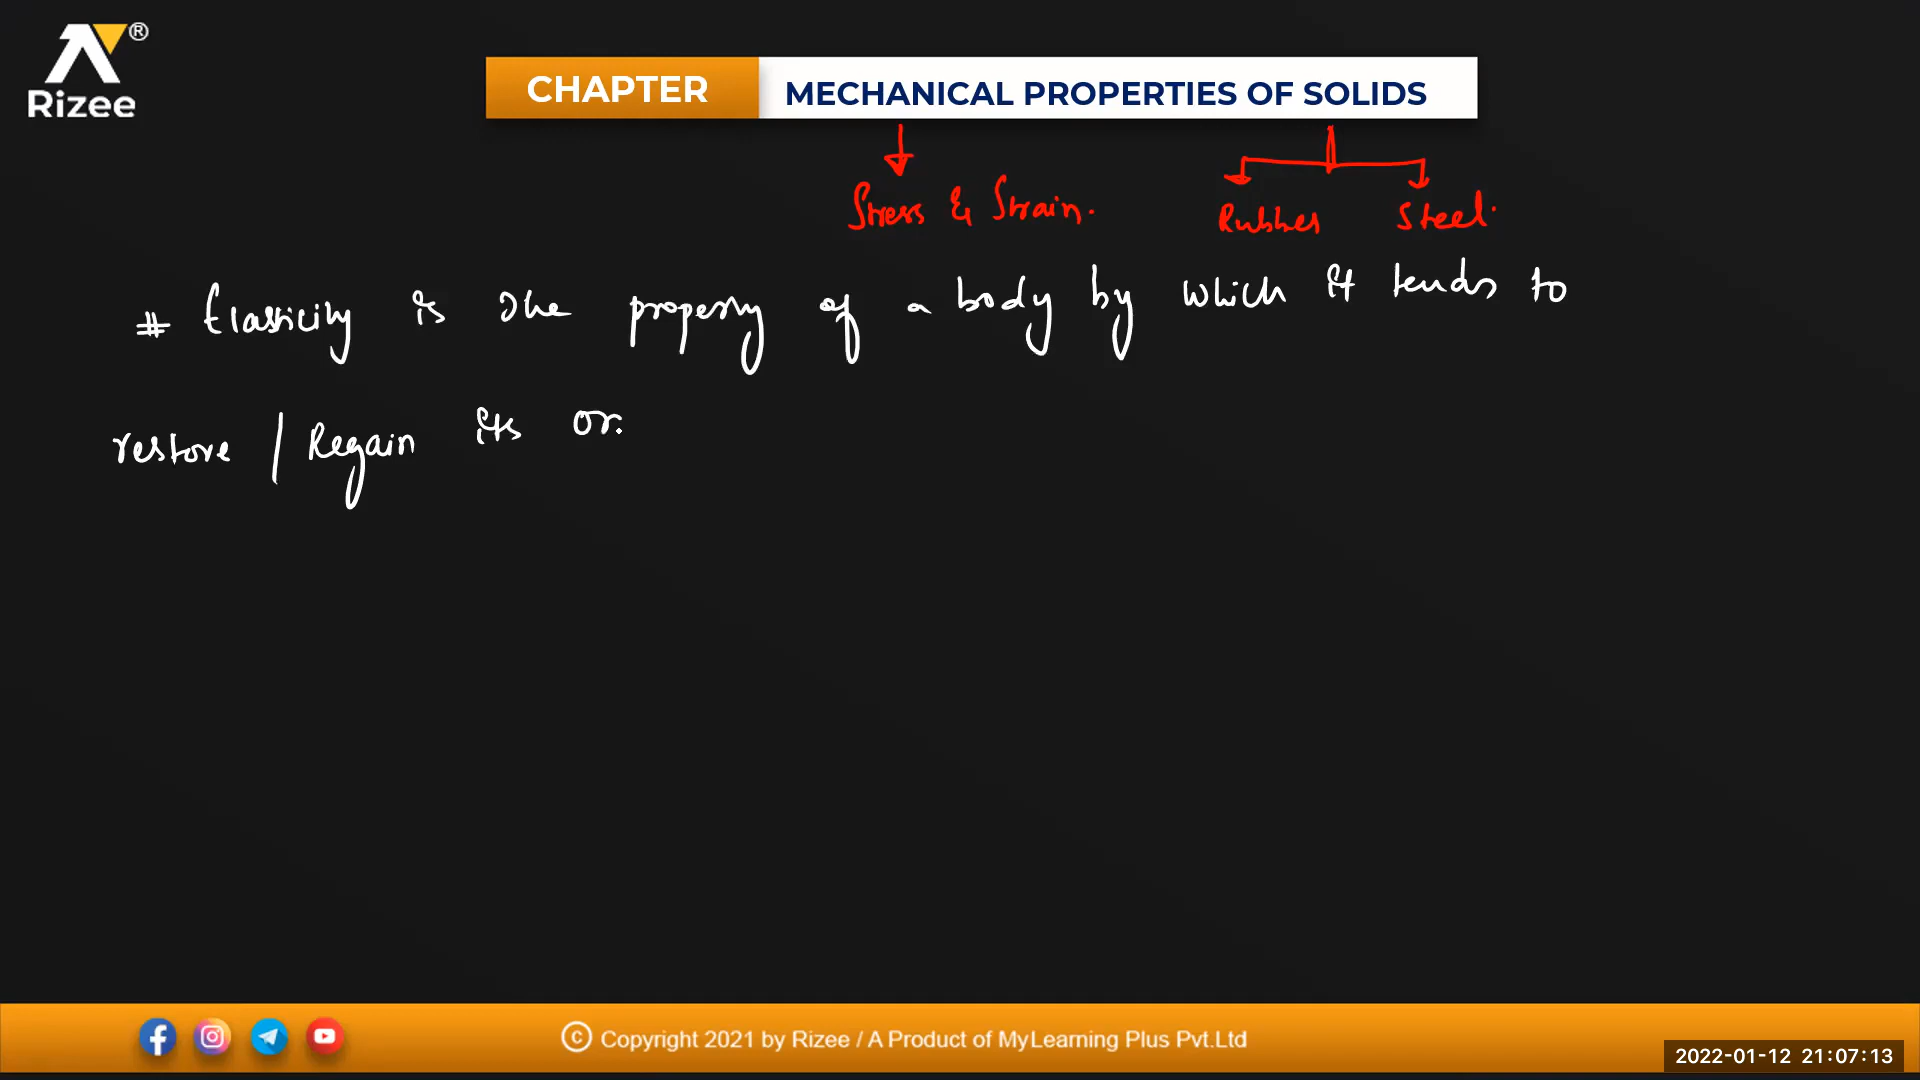 Rizee®
CHAPTER MECHANICAL PROPERTIES OF SOLIDS
Stress & Strain. Rubber Steel.
# Elasticity is the property of a body by which it tends to
restore / Regain its or.
© Copyright 2021 by Rizee / A Product of MyLearning Plus Pvt.Ltd
2022-01-12 21:07:13